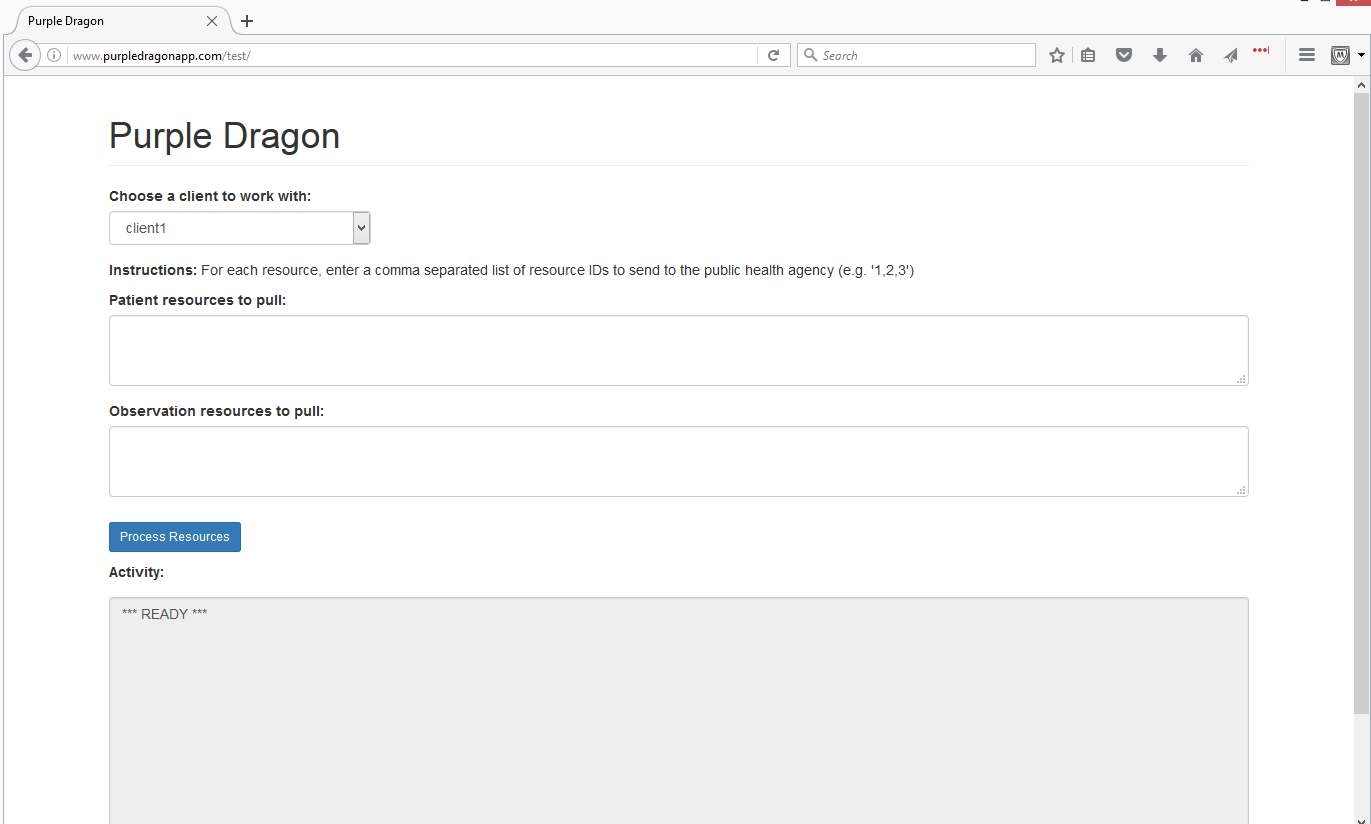 Purple Dragon
www.purpledragonapp.com/test/
Search
Purple Dragon
Choose a client to work with:
client1
Instructions: For each resource, enter a comma separated list of resource IDs to send to the public health agency (e.g. '1,2,3')
Patient resources to pull:
Observation resources to pull:
Process Resources
Activity:
*** READY ***